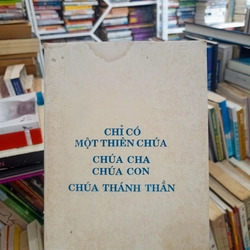 CHỈ CÓ
MỘT THIÊN CHÚA
CHÚA CHA
CHÚA CON
CHÚA THÁNH THẦN